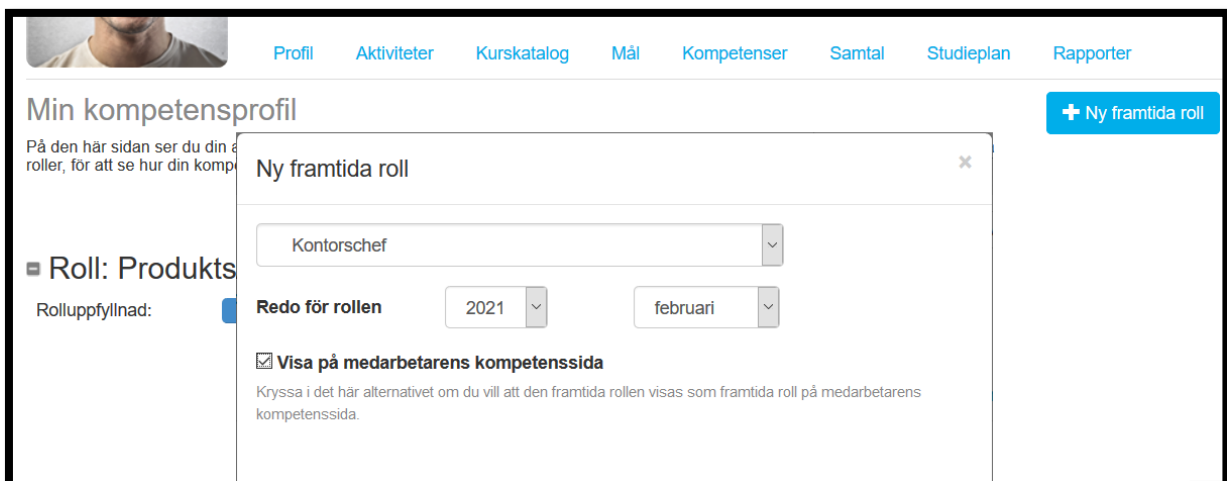 Profil Aktiviteter Kurskatalog Mål Kompetenser Samtal Studieplan Rapporter
Min kompetensprofil
+ Ny framtida roll
På den här sidan ser du din
roller, för att se hur din
Ny framtida roll ×
Kontorschef
Roll:
Rolluppfyllnad:
Redo för rollen 2021 februari
Visa på medarbetarens kompetenssida
Kryssa i det här alternativet om du vill att den framtida rollen visas som framtida roll på medarbetarens
kompetenssida.